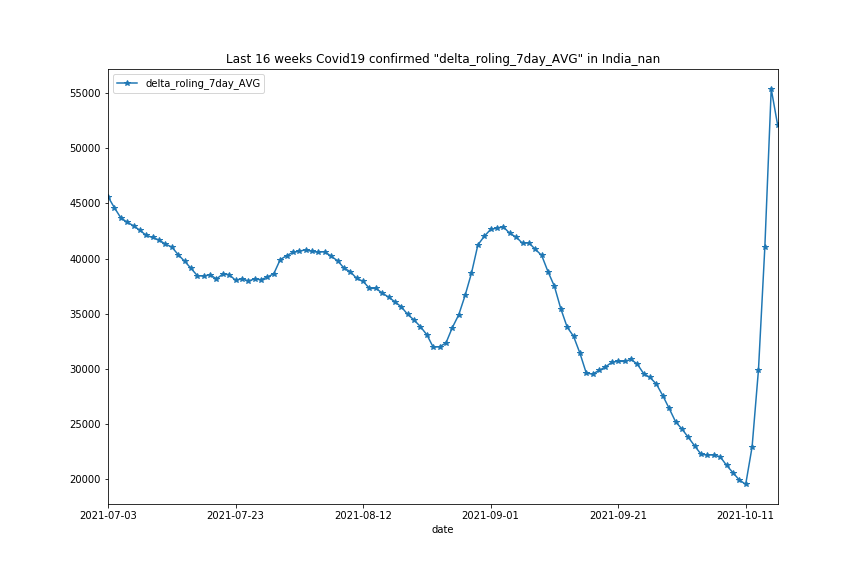 Last 16 weeks Covid19 confirmed "delta_roling_7day_AVG" in India_nan
delta_roling_7day_AVG
55000
50000
45000
40000
35000
30000
25000
20000
2021-07-03 2021-07-23 2021-08-12 2021-09-01 2021-09-21 2021-10-11
date